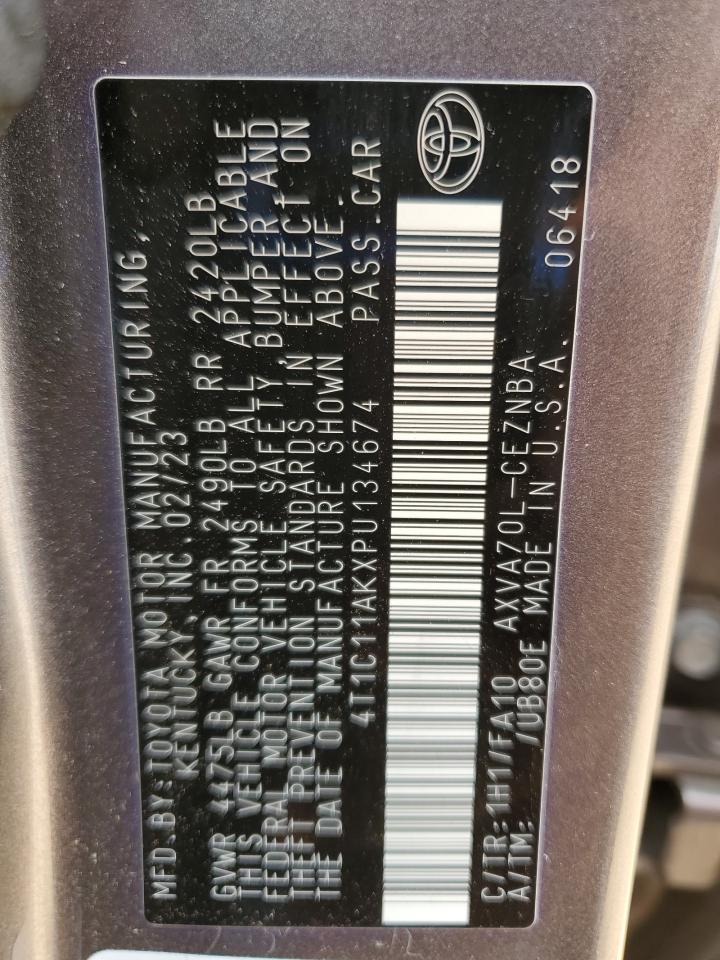 MFD.BY:TOYOTA MOTOR MANUFACTURING,
KENTUCKY, INC. 02/23
GVWR 4475LB GAWR FR 2490LB RR 2420LB
THIS VEHICLE CONFORMS TO ALL APPLICABLE
FEDERAL MOTOR VEHICLE SAFETY, BUMPER AND
THEFT PREVENTION STANDARDS IN EFFECT ON
THE DATE OF MANUFACTURE SHOWN ABOVE.
4T1C11AKXPU134674 PASS.CAR
C/TR:1H1/FA10 AXVA70L-CEZNBA
A/TM: /UB80E MADE IN U.S.A. 06418